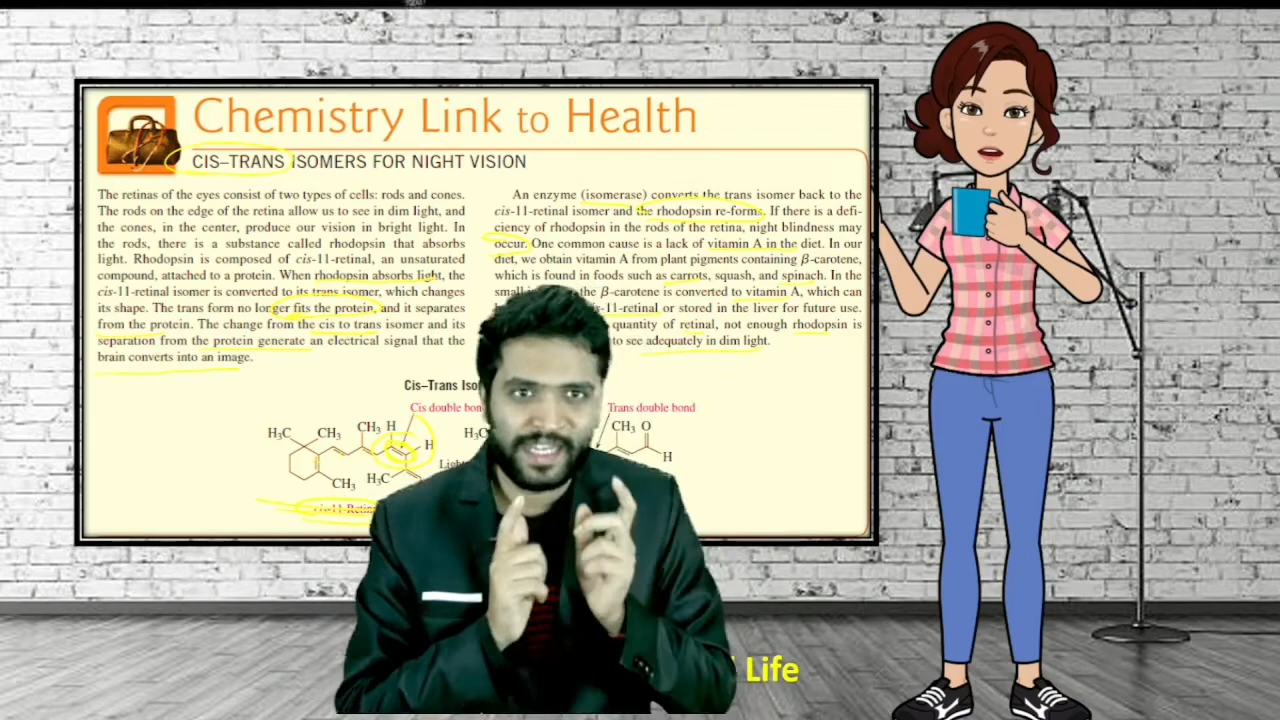 Chemistry Link to Health
CIS–TRANS ISOMERS FOR NIGHT VISION
The retinas of the eyes consist of two types of cells: rods and cones.
The rods on the edge of the retina allow us to see in dim light, and
the cones, in the center, produce our vision in bright light. In
the rods, there is a substance called rhodopsin that absorbs
light. Rhodopsin is composed of cis-11-retinal, an unsaturated
compound, attached to a protein. When rhodopsin absorbs light, the
cis-11-retinal isomer is converted to its trans isomer, which changes
its shape. The trans form no longer fits the protein, and it separates
from the protein. The change from the cis to trans isomer and its
separation from the protein generate an electrical signal that the
brain converts into an image.
An enzyme (isomerase) converts the trans isomer back to the
cis-11-retinal isomer and the rhodopsin re-forms. If there is a defi-
ciency of rhodopsin in the rods of the retina, night blindness may
occur. One common cause is a lack of vitamin A in the diet. In our
diet, we obtain vitamin A from plant pigments containing β-carotene,
which is found in foods such as carrots, squash, and spinach. In the
small the β-carotene is converted to vitamin A, which can
-11-retinal or stored in the liver for future use.
quantity of retinal, not enough rhodopsin is
to see adequately in dim light.
Cis–Trans
Cis double
Trans double bond
H₃C CH₃ CH₃ H H
CH₃ H₃C
cis-11-
H₃C CH₃ O
H
Life